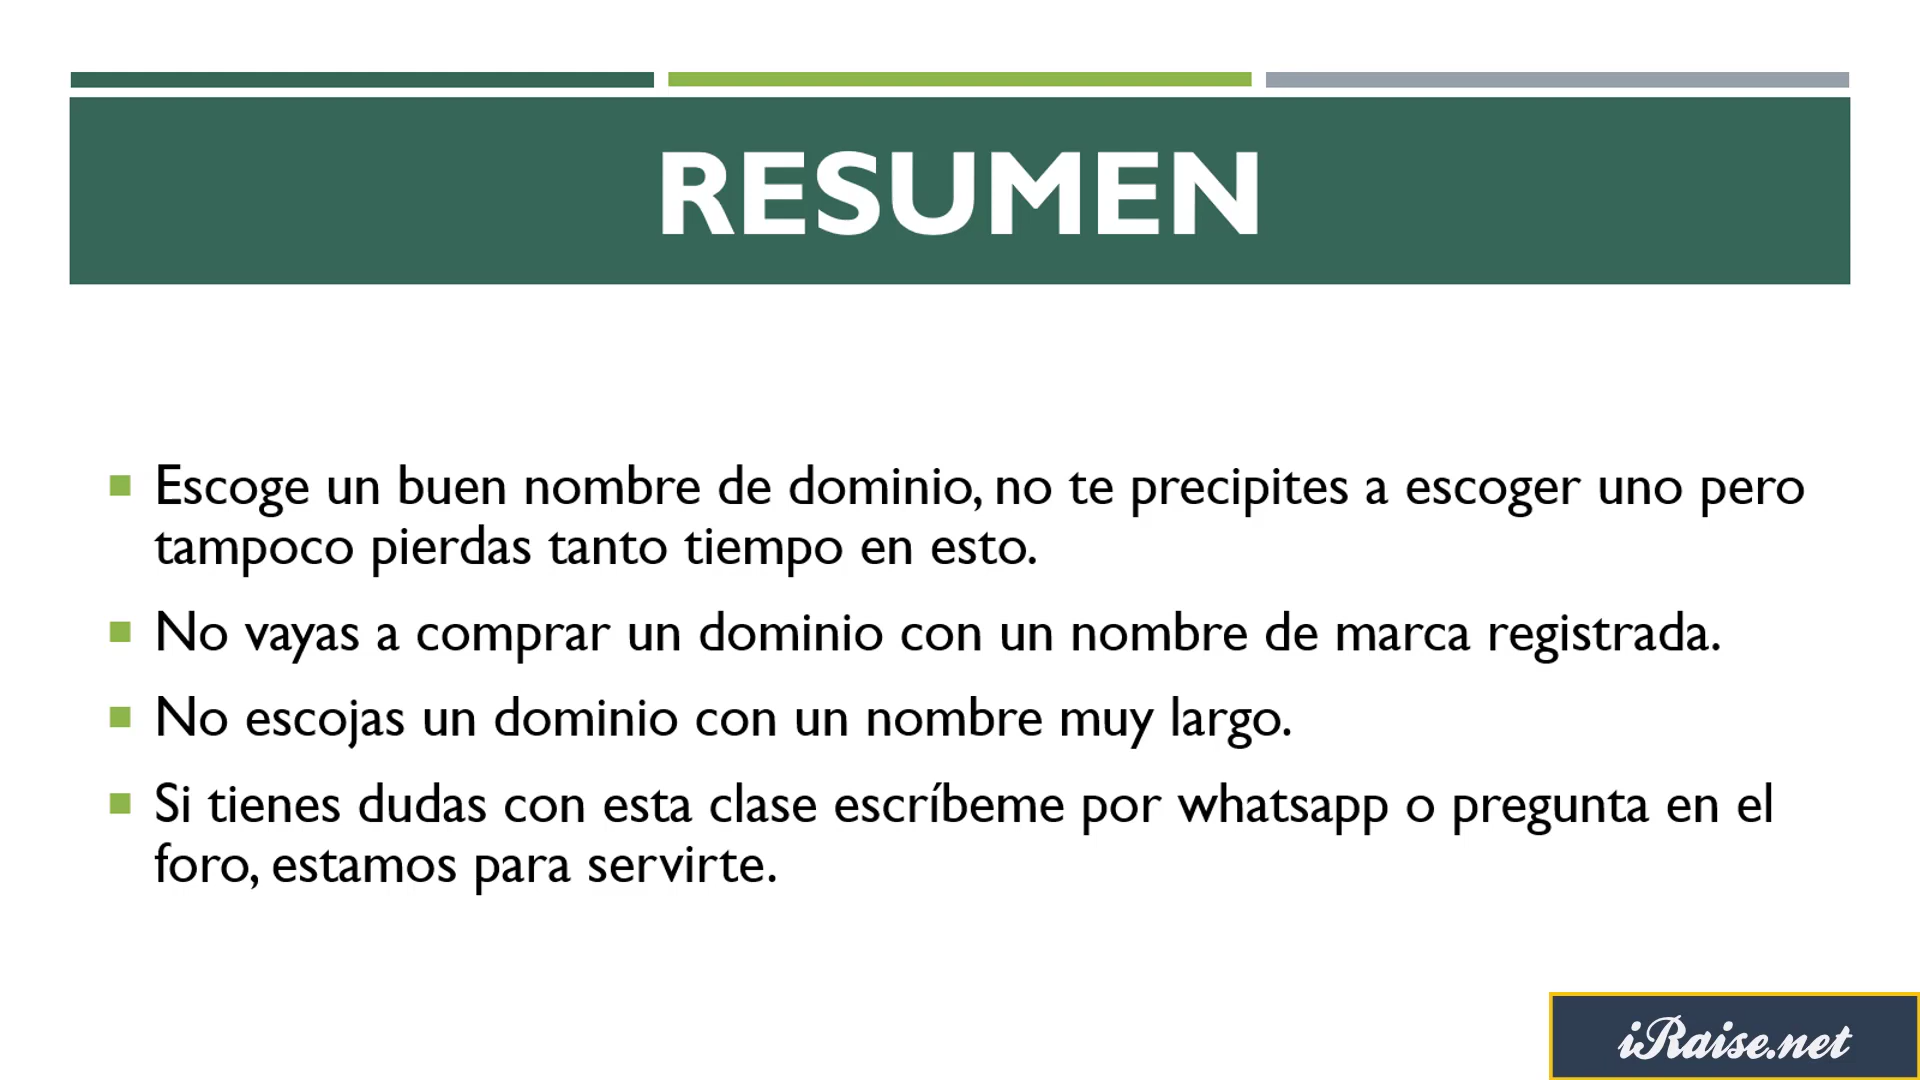 RESUMEN
Escoge un buen nombre de dominio, no te precipites a escoger uno pero
tampoco pierdas tanto tiempo en esto.
No vayas a comprar un dominio con un nombre de marca registrada.
No escojas un dominio con un nombre muy largo.
Si tienes dudas con esta clase escríbeme por whatsapp o pregunta en el
foro, estamos para servirte.
iRaise.net